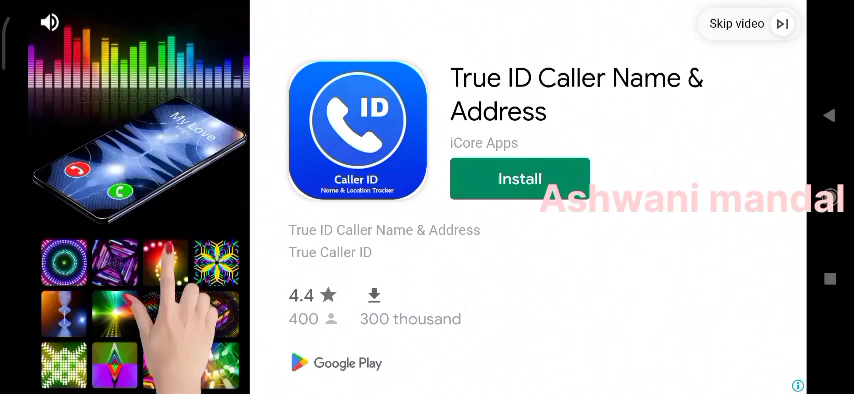 Skip video
My Love
ID
Caller ID
Name & Location Tracker
True ID Caller Name &
Address
iCore Apps
Install
Ashwani mandal
True ID Caller Name & Address
True Caller ID
4.4
400
300 thousand
Google Play